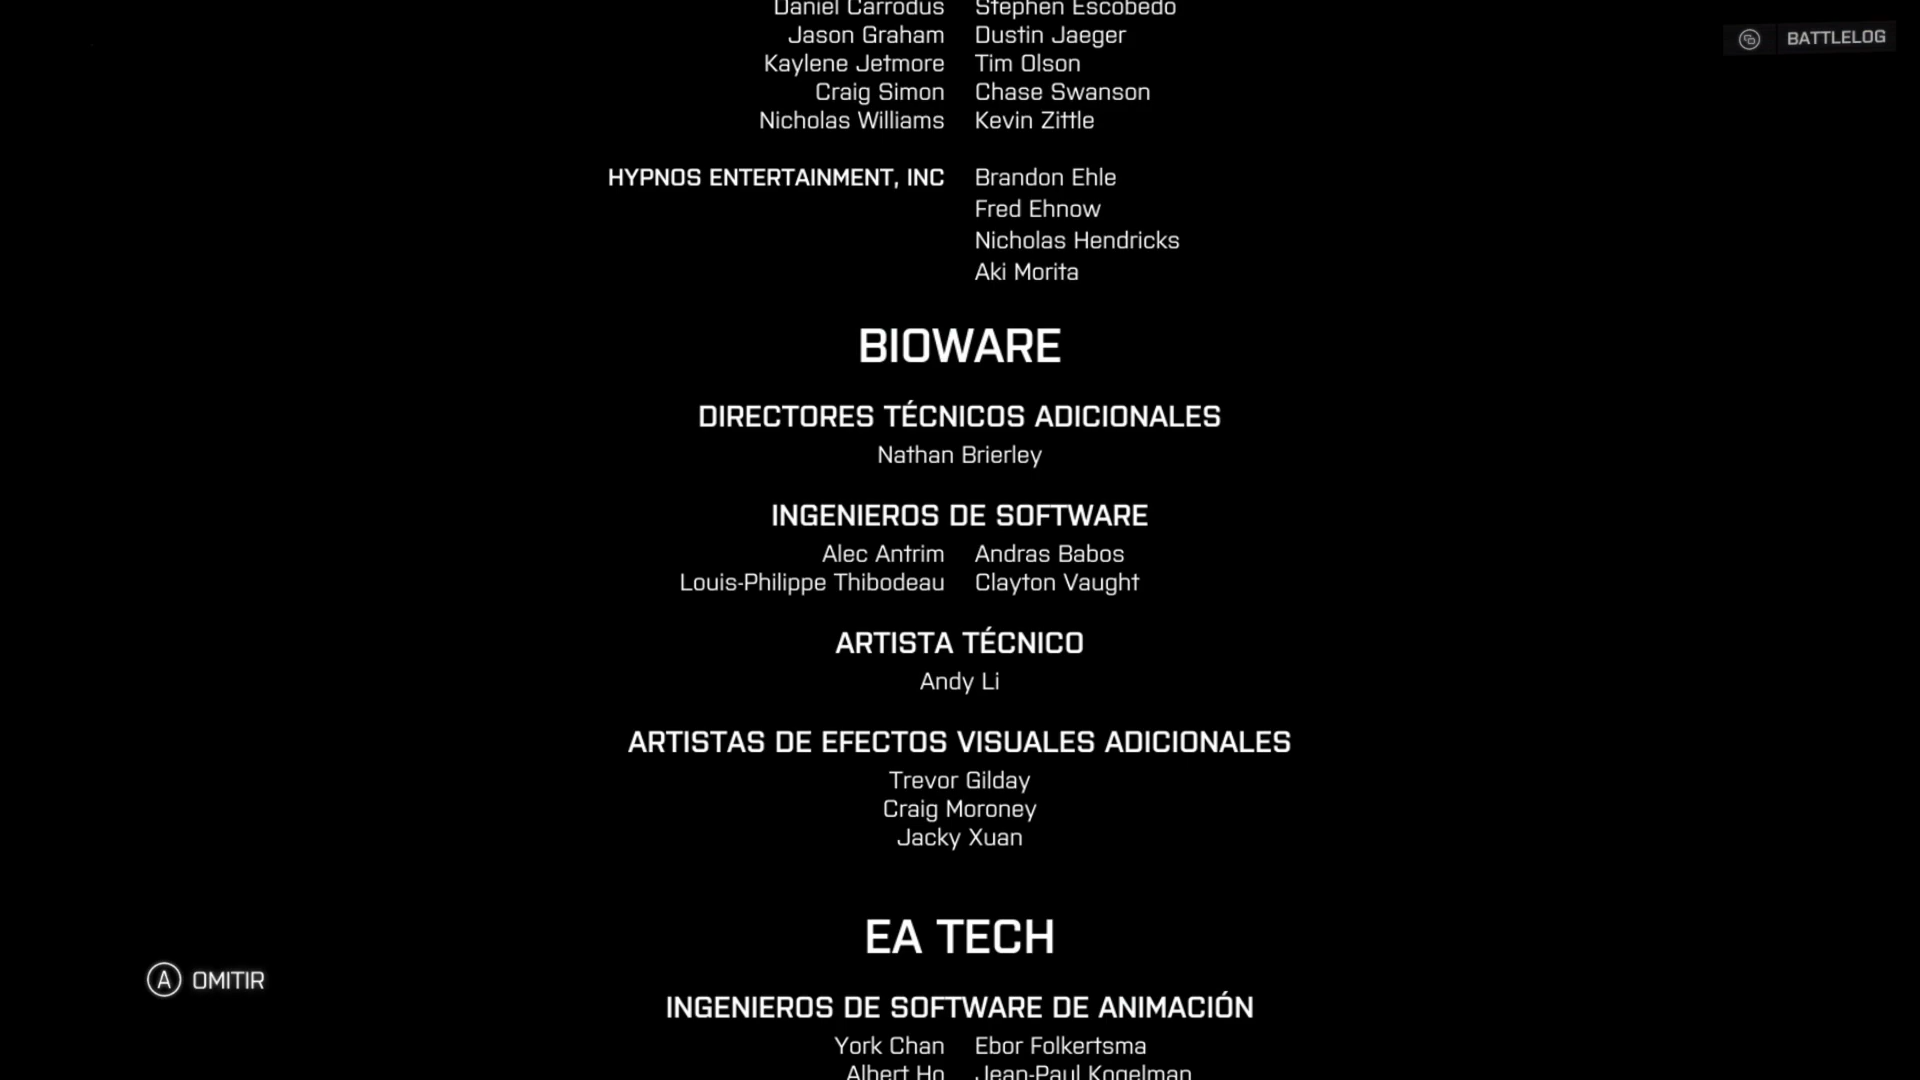 Daniel Carrodus Stephen Escobedo
BATTLELOG
Jason Graham Dustin Jaeger
Kaylene Jetmore Tim Olson
Craig Simon Chase Swanson
Nicholas Williams Kevin Zittle
HYPNOS ENTERTAINMENT, INC Brandon Ehle
Fred Ehnow
Nicholas Hendricks
Aki Morita
BIOWARE
DIRECTORES TÉCNICOS ADICIONALES
Nathan Brierley
INGENIEROS DE SOFTWARE
Alec Antrim Andras Babos
Louis-Philippe Thibodeau Clayton Vaught
ARTISTA TÉCNICO
Andy Li
ARTISTAS DE EFECTOS VISUALES ADICIONALES
Trevor Gilday
Craig Moroney
Jacky Xuan
EA TECH
A OMITIR
INGENIEROS DE SOFTWARE DE ANIMACIÓN
York Chan Ebor Folkertsma
Albert Ho Jean-Paul Kogelman